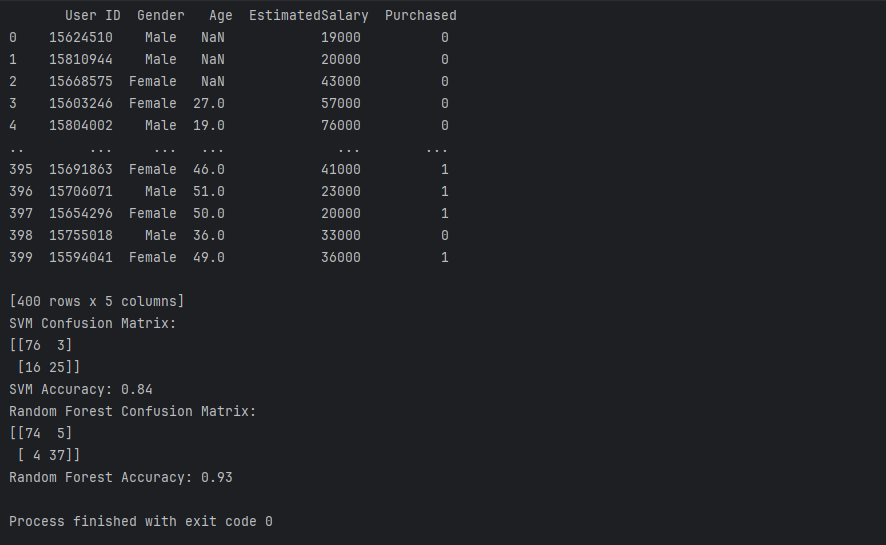 User ID  Gender   Age  EstimatedSalary  Purchased
0    15624510    Male   NaN            19000          0
1    15810944    Male   NaN            20000          0
2    15668575  Female   NaN            43000          0
3    15603246  Female  27.0            57000          0
4    15804002    Male  19.0            76000          0
..        ...     ...   ...              ...        ...
395  15691863  Female  46.0            41000          1
396  15706071    Male  51.0            23000          1
397  15654296  Female  50.0            20000          1
398  15755018    Male  36.0            33000          0
399  15594041  Female  49.0            36000          1
[400 rows x 5 columns]
SVM Confusion Matrix:
[[76  3]
 [16 25]]
SVM Accuracy: 0.84
Random Forest Confusion Matrix:
[[74  5]
 [ 4 37]]
Random Forest Accuracy: 0.93
Process finished with exit code 0